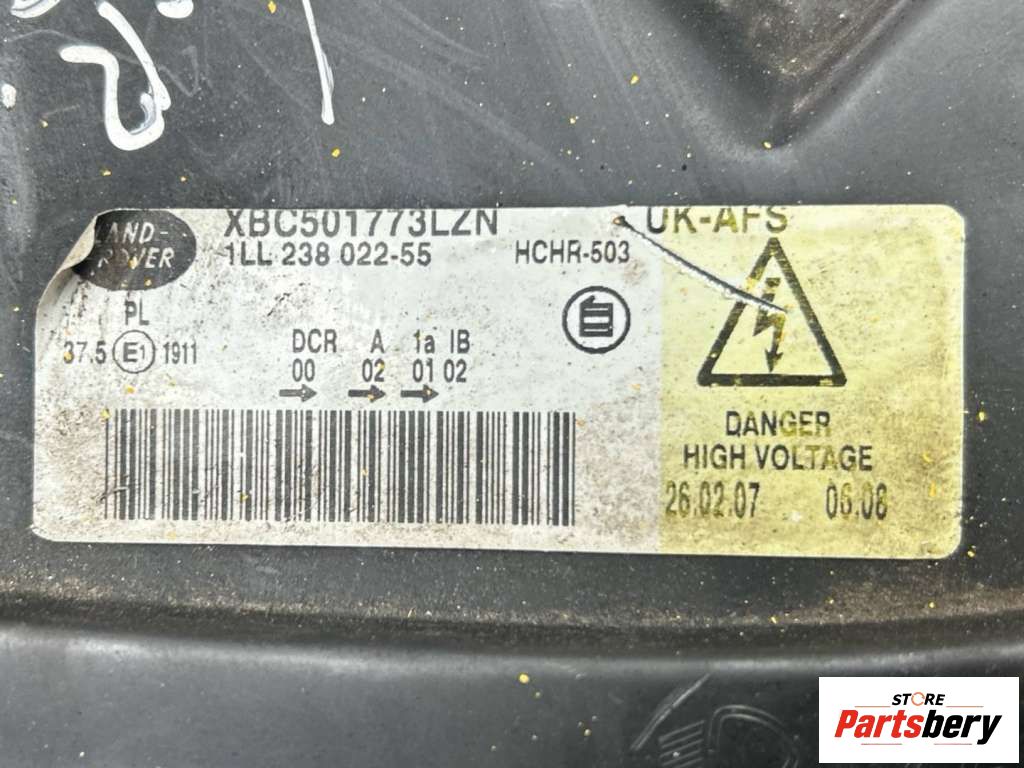 LAND-
ROVER
XBC501773LZN
UK-AFS
1LL 238 022-55
HCHR-503
PL
37.5 E1 1911
DCR A 1a IB
00 02 01 02
DANGER
HIGH VOLTAGE
26.02.07 06.08
STORE
Partsbery